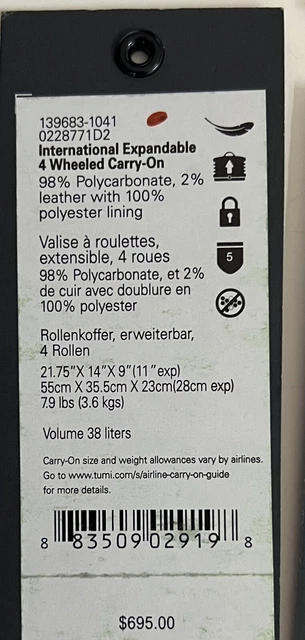 139683-1041
0228771D2
International Expandable
4 Wheeled Carry-On
98% Polycarbonate, 2%
leather with 100%
polyester lining
5
Valise à roulettes,
extensible, 4 roues
98% Polycarbonate, et 2%
de cuir avec doublure en
100% polyester
Rollenkoffer, erweiterbar,
4 Rollen
21.75"X 14"X 9"(11"exp)
55cm X 35.5cm X 23cm(28cm exp)
7.9 lbs (3.6 kgs)
Volume 38 liters
Carry-On size and weight allowances vary by airlines.
Go to www.tumi.com/s/airline-carry-on-guide
for more details.
8 83509 02919 8
$695.00